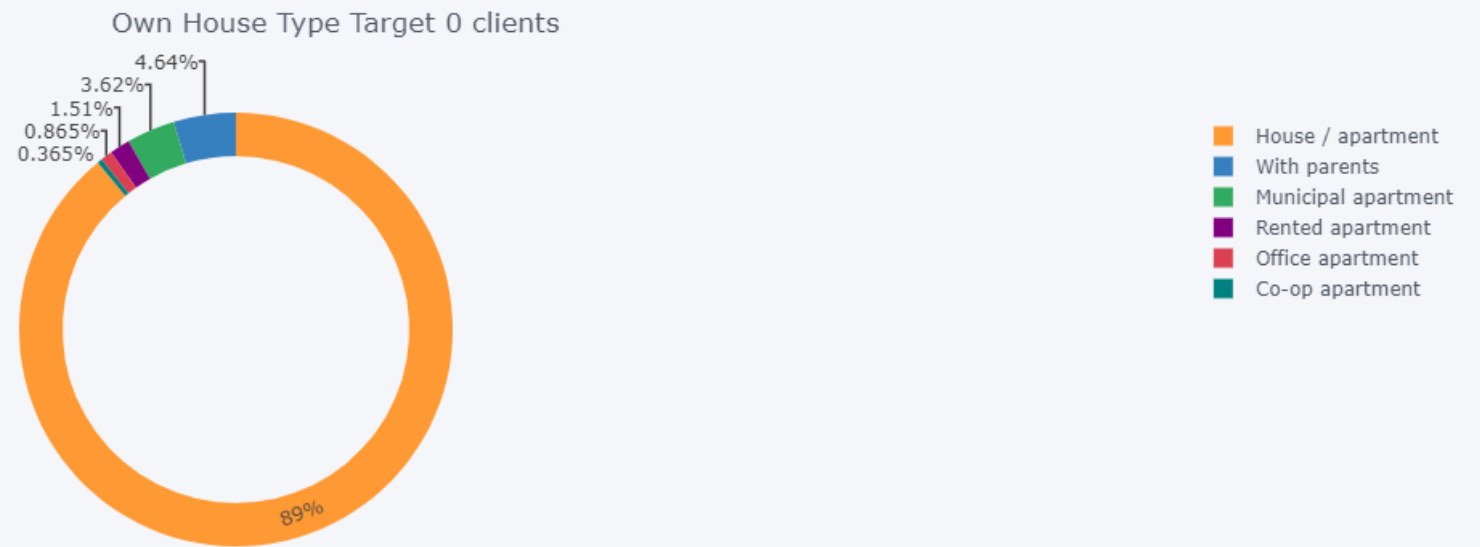 Own House Type Target 0 clients
4.64%
3.62%
1.51%
0.865%
0.365%
89%
House / apartment
With parents
Municipal apartment
Rented apartment
Office apartment
Co-op apartment